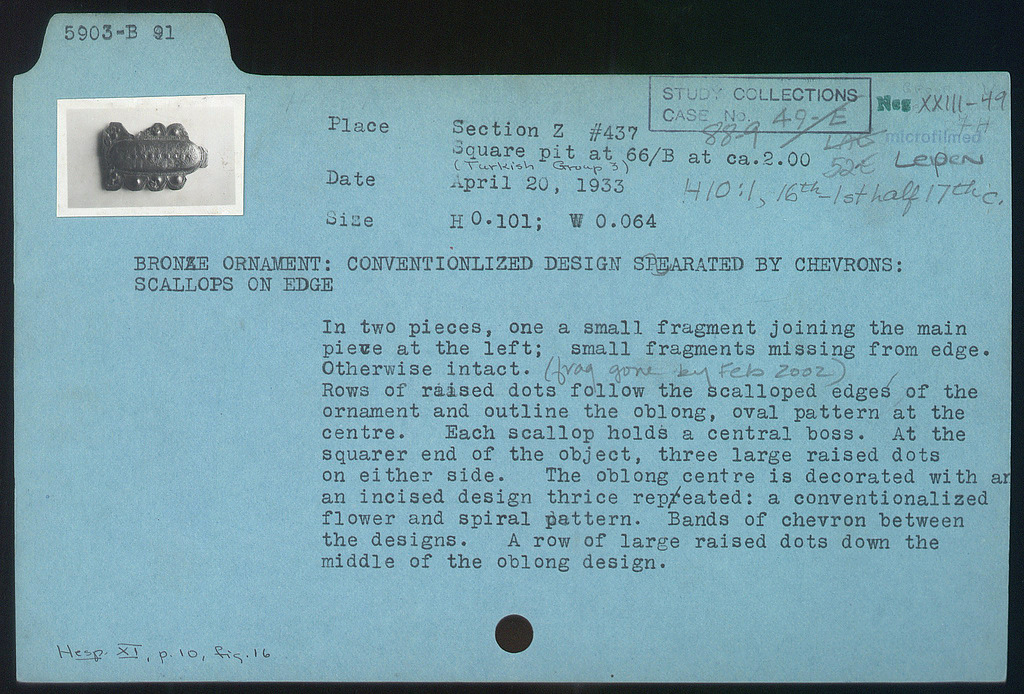 5903-B 91
STUDY COLLECTIONS
CASE No. 49-E
88-9
Neg XXIII-49
LAG microfilmed
52E Leipen
410:1, 16th-1st half 17th c.
Place Section Z #437
Square pit at 66/B at ca.2.00
(Turkish Group 3)
Date April 20, 1933
Size H 0.101; W 0.064
BRONZE ORNAMENT: CONVENTIONLIZED DESIGN SPEARATED BY CHEVRONS:
SCALLOPS ON EDGE
In two pieces, one a small fragment joining the main
pieve at the left; small fragments missing from edge.
Otherwise intact. (frag gone by Feb 2002)
Rows of raised dots follow the scalloped edges of the
ornament and outline the oblong, oval pattern at the
centre. Each scallop holds a central boss. At the
squarer end of the object, three large raised dots
on either side. The oblong centre is decorated with an
an incised design thrice repeated: a conventionalized
flower and spiral pattern. Bands of chevron between
the designs. A row of large raised dots down the
middle of the oblong design.
Hesp. XI, p.10, fig.16